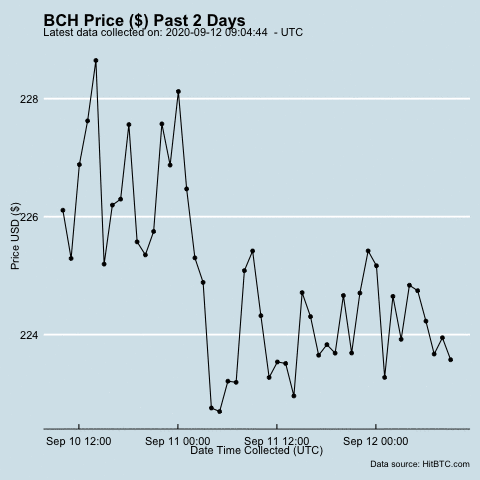 BCH Price ($) Past 2 Days
Latest data collected on: 2020-09-12 09:04:44 - UTC
228
226
224
Price USD ($)
Sep 10 12:00 Sep 11 00:00 Sep 11 12:00 Sep 12 00:00
Date Time Collected (UTC)
Data source: HitBTC.com